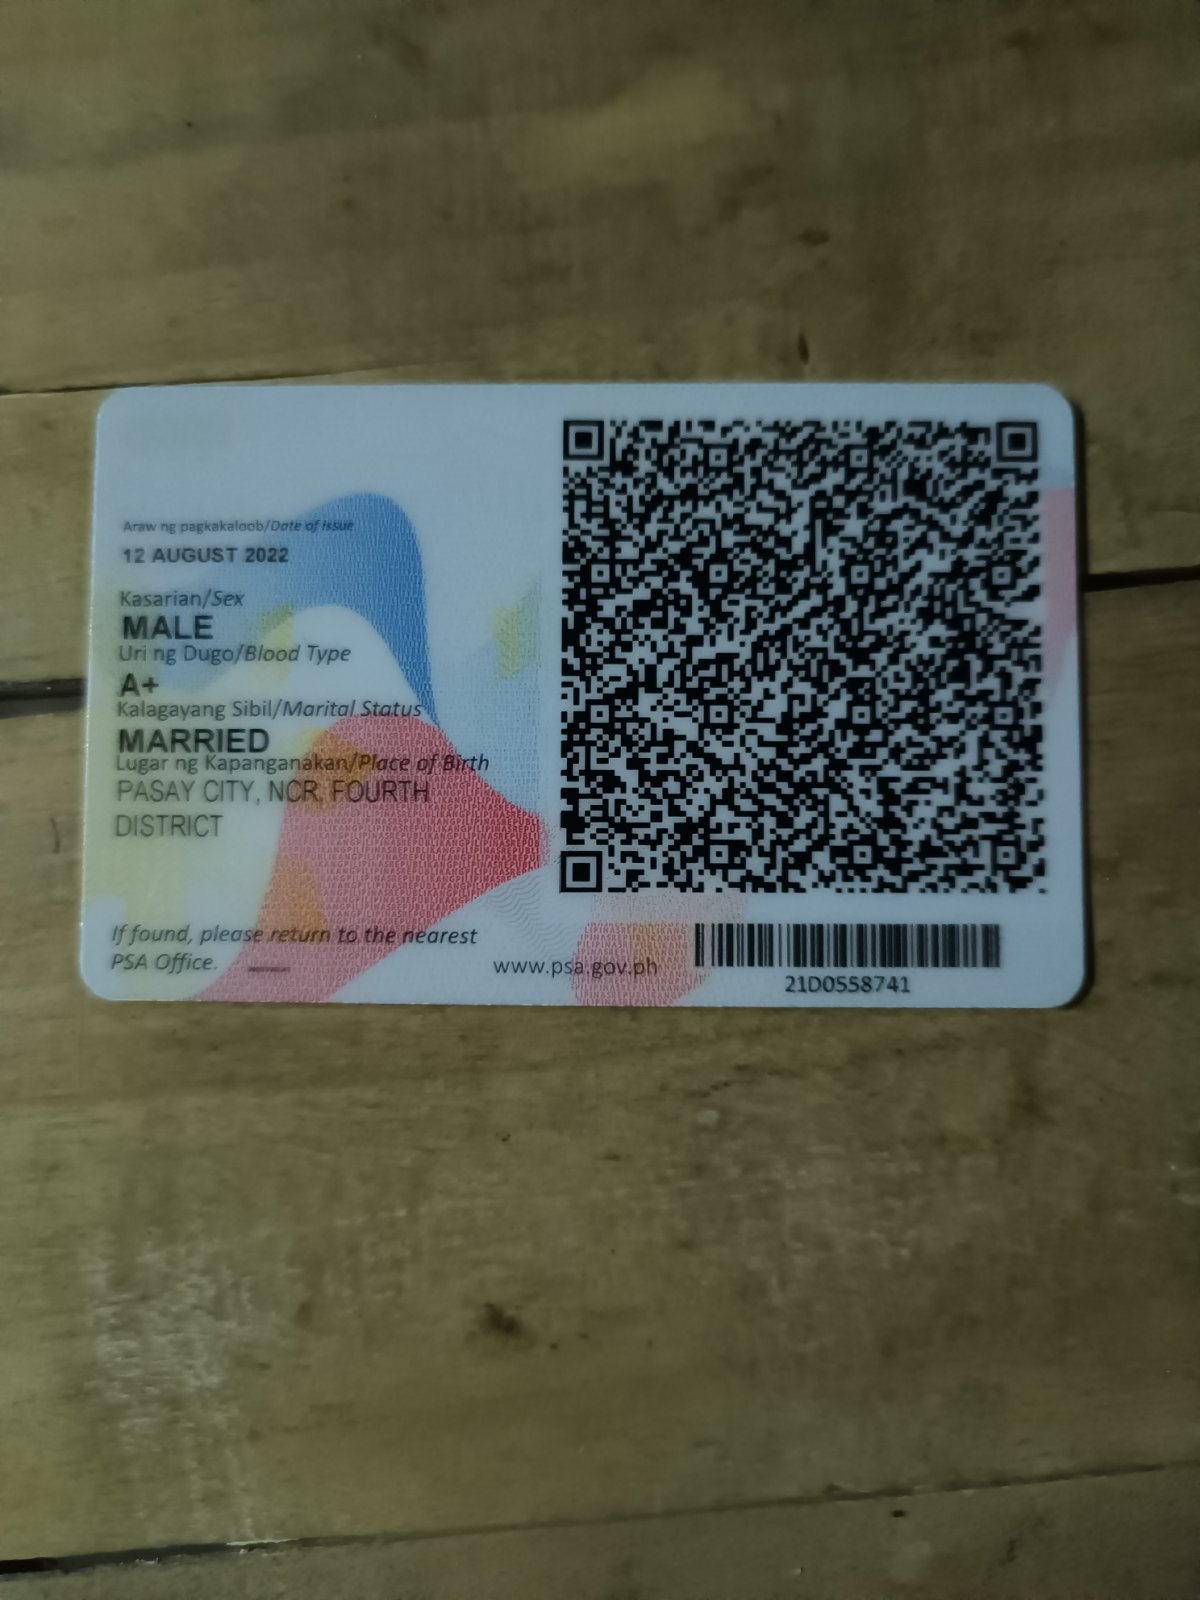 Araw ng pagkakaloob/Date of issue
12 AUGUST 2022
Kasarian/Sex
MALE
Uri ng Dugo/Blood Type
A+
Kalagayang Sibil/Marital Status
MARRIED
Lugar ng Kapanganakan/Place of Birth
PASAY CITY, NCR, FOURTH
DISTRICT
If found, please return to the nearest
PSA Office.
www.psa.gov.ph
21D0558741